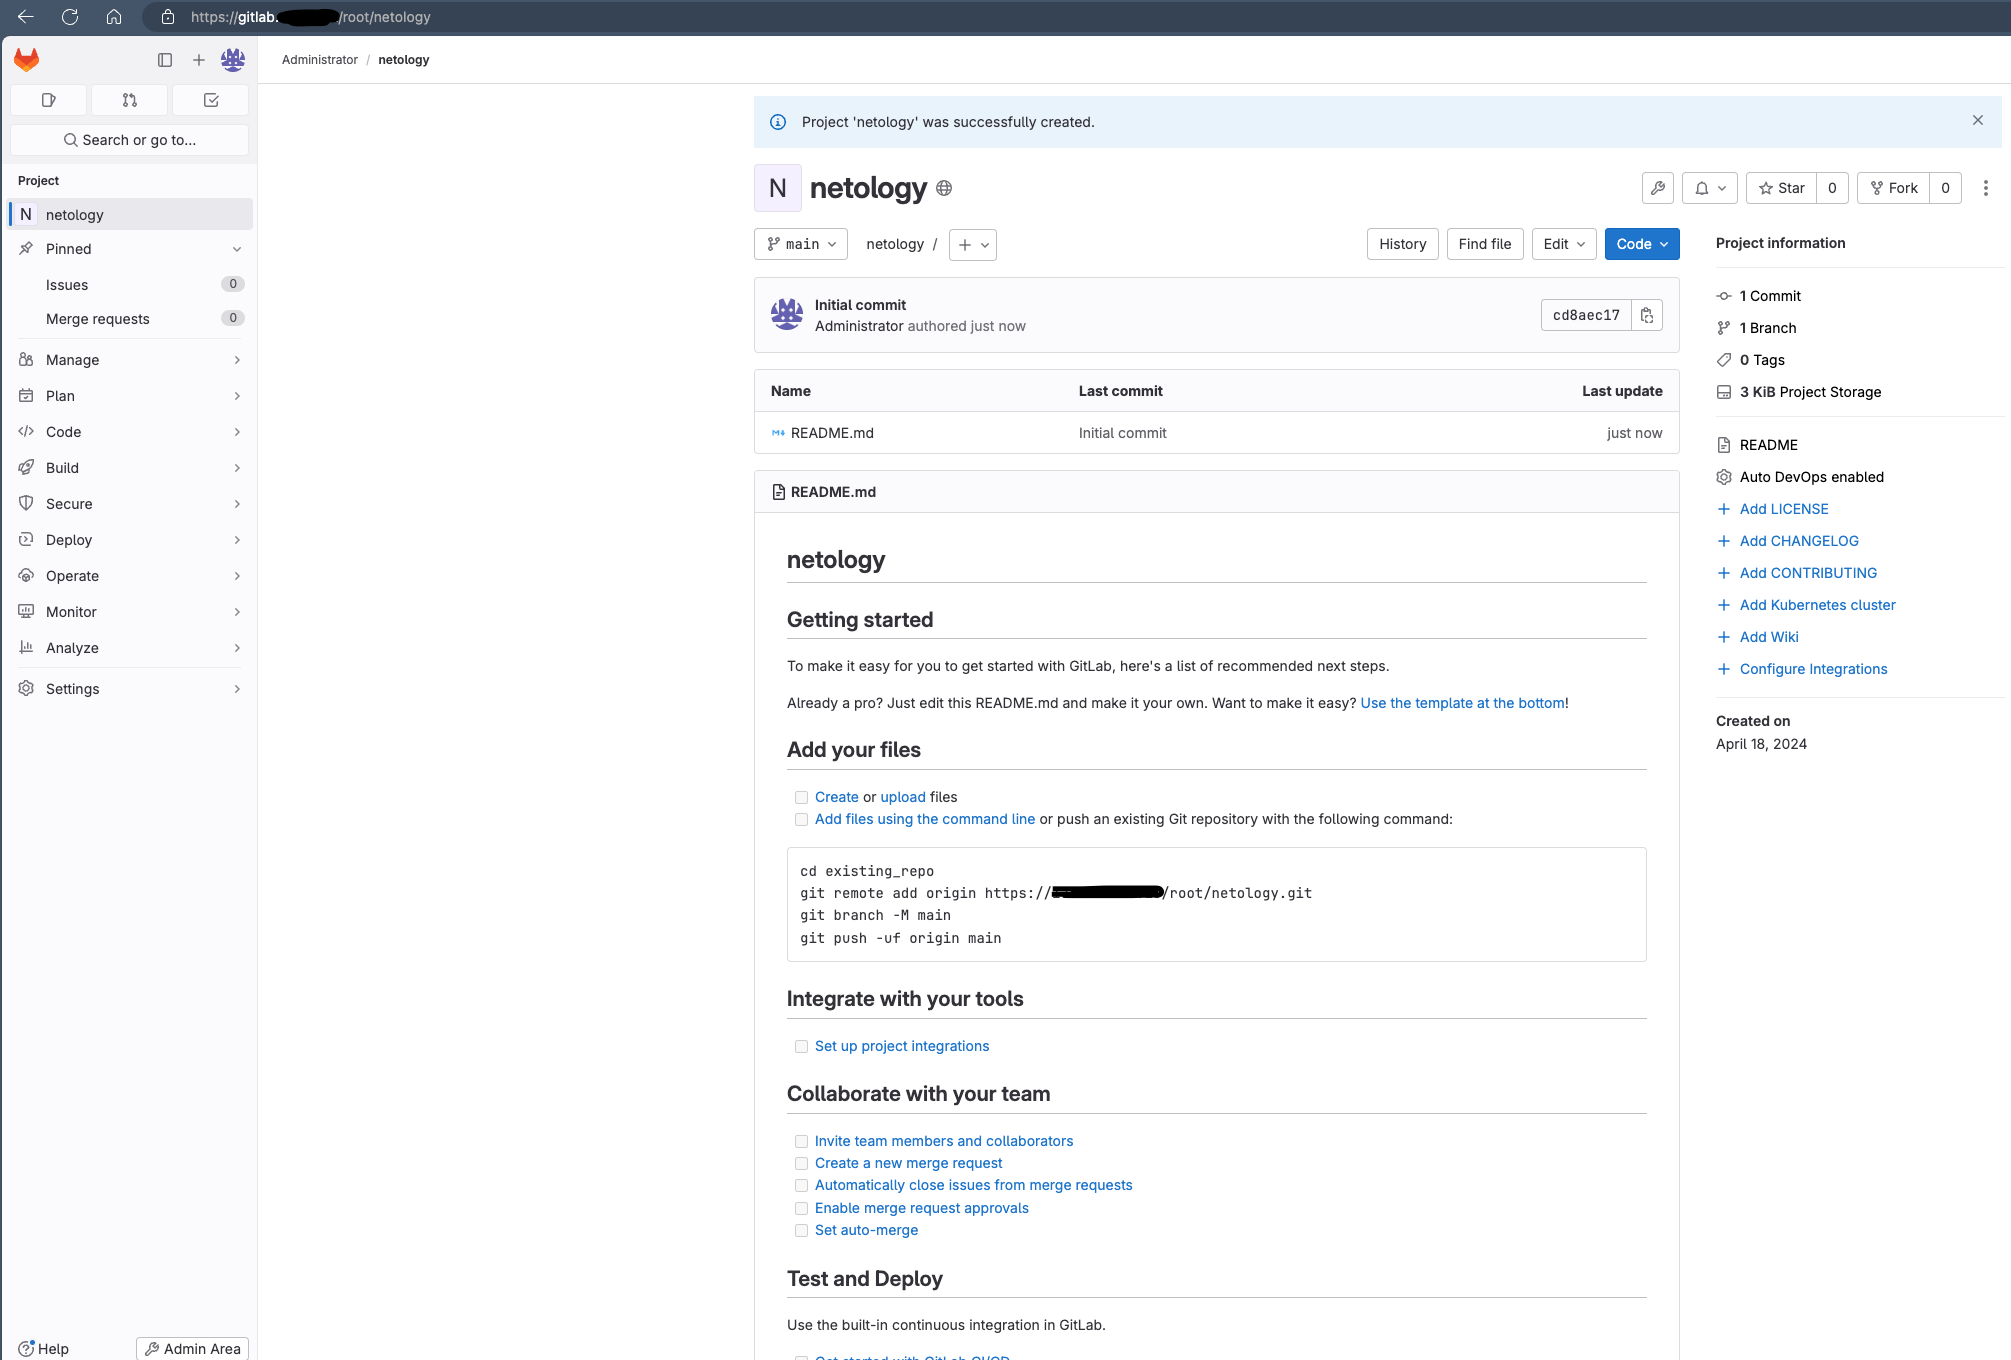 https://gitlab. /root/netology
Administrator / netology
Search or go to...
Project
N netology
Pinned
Issues 0
Merge requests 0
Manage
Plan
Code
Build
Secure
Deploy
Operate
Monitor
Analyze
Settings
Help
Admin Area
Project 'netology' was successfully created.
N netology
Star 0
Fork 0
main
netology /
History
Find file
Edit
Code
Initial commit
Administrator authored just now
cd8aec17
Name Last commit Last update
README.md Initial commit just now
README.md
netology
Getting started
To make it easy for you to get started with GitLab, here's a list of recommended next steps.
Already a pro? Just edit this README.md and make it your own. Want to make it easy? Use the template at the bottom!
Add your files
Create or upload files
Add files using the command line or push an existing Git repository with the following command:
cd existing_repo
git remote add origin https:// /root/netology.git
git branch -M main
git push -uf origin main
Integrate with your tools
Set up project integrations
Collaborate with your team
Invite team members and collaborators
Create a new merge request
Automatically close issues from merge requests
Enable merge request approvals
Set auto-merge
Test and Deploy
Use the built-in continuous integration in GitLab.
Get started with GitLab CI/CD
Project information
1 Commit
1 Branch
0 Tags
3 KiB Project Storage
README
Auto DevOps enabled
Add LICENSE
Add CHANGELOG
Add CONTRIBUTING
Add Kubernetes cluster
Add Wiki
Configure Integrations
Created on
April 18, 2024